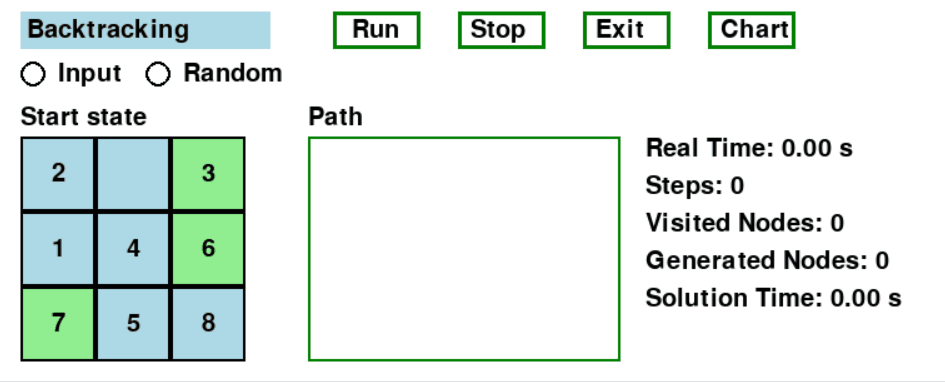 Backtracking Run Stop Exit Chart
Input Random
Start state Path
Real Time: 0.00 s
2 3
Steps: 0
Visited Nodes: 0
1 4 6
Generated Nodes: 0
Solution Time: 0.00 s
7 5 8